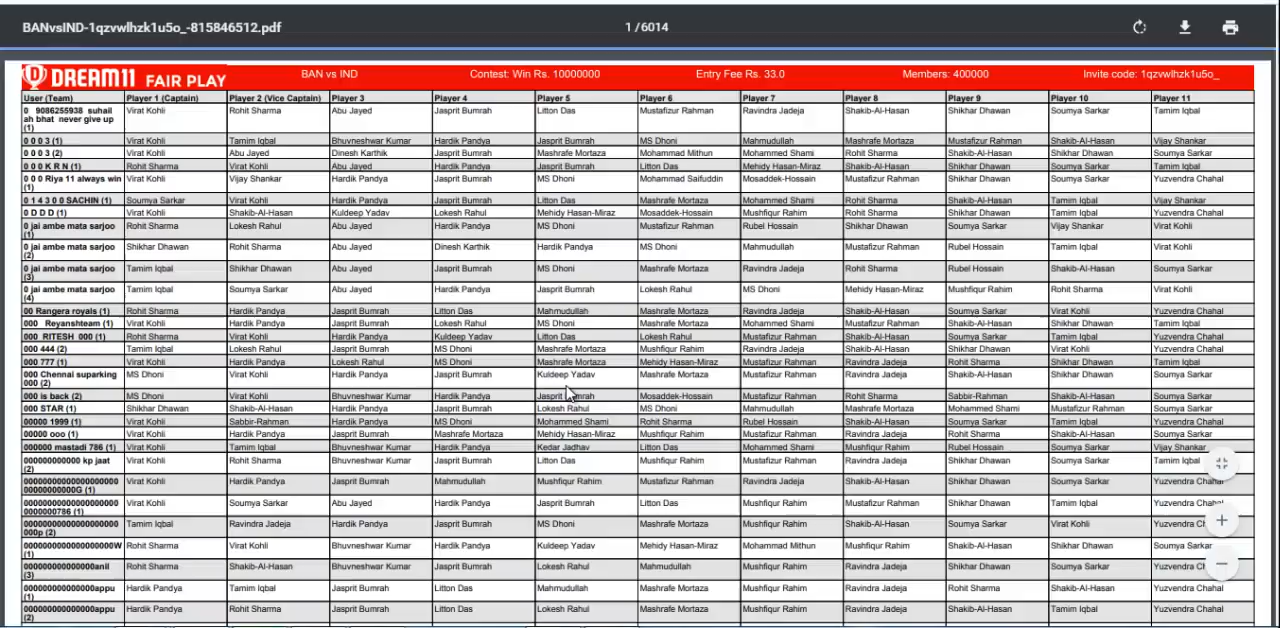 BANvsIND-1qzvwlhzk1u5o_-815846512.pdf 1 / 6014
DREAM11 FAIR PLAY BAN vs IND Contest: Win Rs. 10000000 Entry Fee Rs. 33.0 Members: 400000 Invite code: 1qzvwlhzk1u5o_
User (Team) Player 1 (Captain) Player 2 (Vice Captain) Player 3 Player 4 Player 5 Player 6 Player 7 Player 8 Player 9 Player 10 Player 11
0 9086255938 suhail Virat Kohli Rohit Sharma Abu Jayed Jasprit Bumrah Litton Das Mustafizur Rahman Ravindra Jadeja Shakib-Al-Hasan Shikhar Dhawan Soumya Sarkar Tamim Iqbal
ah bhat never give up
(1)
0 0 0 3 (1) Virat Kohli Tamim Iqbal Bhuvneshwar Kumar Hardik Pandya Jasprit Bumrah MS Dhoni Mahmudullah Mashrafe Mortaza Mustafizur Rahman Shakib-Al-Hasan Vijay Shankar
0 0 0 3 (2) Virat Kohli Abu Jayed Dinesh Karthik Jasprit Bumrah Mashrafe Mortaza Mohammad Mithun Mohammed Shami Rohit Sharma Shakib-Al-Hasan Shikhar Dhawan Soumya Sarkar
0 0 0 K R N (1) Rohit Sharma Virat Kohli Abu Jayed Hardik Pandya Jasprit Bumrah Litton Das Mehidy Hasan-Miraz Shakib-Al-Hasan Shikhar Dhawan Soumya Sarkar Tamim Iqbal
0 0 0 Riya 11 always win Virat Kohli Vijay Shankar Hardik Pandya Jasprit Bumrah MS Dhoni Mohammad Saifuddin Mosaddek-Hossain Mustafizur Rahman Shikhar Dhawan Soumya Sarkar Yuzvendra Chahal
(1)
0 1 4 3 0 0 SACHIN (1) Soumya Sarkar Virat Kohli Hardik Pandya Jasprit Bumrah Litton Das Mashrafe Mortaza Mohammed Shami Rohit Sharma Shakib-Al-Hasan Tamim Iqbal Vijay Shankar
0 D D D (1) Virat Kohli Shakib-Al-Hasan Kuldeep Yadav Lokesh Rahul Mehidy Hasan-Miraz Mosaddek-Hossain Mushfiqur Rahim Rohit Sharma Shikhar Dhawan Tamim Iqbal Yuzvendra Chahal
0 jai ambe mata sarjoo Rohit Sharma Lokesh Rahul Abu Jayed Hardik Pandya MS Dhoni Mustafizur Rahman Rubel Hossain Shikhar Dhawan Soumya Sarkar Vijay Shankar Virat Kohli
(1)
0 jai ambe mata sarjoo Shikhar Dhawan Rohit Sharma Abu Jayed Dinesh Karthik Hardik Pandya MS Dhoni Mahmudullah Mustafizur Rahman Rubel Hossain Tamim Iqbal Virat Kohli
(2)
0 jai ambe mata sarjoo Tamim Iqbal Shikhar Dhawan Abu Jayed Jasprit Bumrah MS Dhoni Mashrafe Mortaza Ravindra Jadeja Rohit Sharma Rubel Hossain Shakib-Al-Hasan Soumya Sarkar
(3)
0 jai ambe mata sarjoo Tamim Iqbal Soumya Sarkar Abu Jayed Hardik Pandya Jasprit Bumrah Lokesh Rahul MS Dhoni Mehidy Hasan-Miraz Mushfiqur Rahim Rohit Sharma Virat Kohli
(4)
00 Rangera royals (1) Rohit Sharma Hardik Pandya Jasprit Bumrah Litton Das Mahmudullah Mashrafe Mortaza Ravindra Jadeja Shakib-Al-Hasan Soumya Sarkar Virat Kohli Yuzvendra Chahal
000 Reyanshteam (1) Virat Kohli Hardik Pandya Jasprit Bumrah Lokesh Rahul MS Dhoni Mashrafe Mortaza Mohammed Shami Mustafizur Rahman Shakib-Al-Hasan Shikhar Dhawan Tamim Iqbal
000 RITESH 000 (1) Rohit Sharma Virat Kohli Hardik Pandya Kuldeep Yadav Litton Das Lokesh Rahul Mustafizur Rahman Shakib-Al-Hasan Soumya Sarkar Tamim Iqbal Yuzvendra Chahal
000 444 (2) Tamim Iqbal Lokesh Rahul Jasprit Bumrah MS Dhoni Mashrafe Mortaza Mushfiqur Rahim Ravindra Jadeja Shakib-Al-Hasan Shikhar Dhawan Virat Kohli Yuzvendra Chahal
000 777 (1) Virat Kohli Hardik Pandya Lokesh Rahul MS Dhoni Mashrafe Mortaza Mehidy Hasan-Miraz Mustafizur Rahman Ravindra Jadeja Rohit Sharma Shikhar Dhawan Tamim Iqbal
000 Chennai suparking MS Dhoni Virat Kohli Hardik Pandya Jasprit Bumrah Kuldeep Yadav Mashrafe Mortaza Mustafizur Rahman Ravindra Jadeja Shakib-Al-Hasan Shikhar Dhawan Soumya Sarkar
000 (2)
000 is back (2) MS Dhoni Virat Kohli Bhuvneshwar Kumar Hardik Pandya Jasprit Bumrah Mosaddek-Hossain Mustafizur Rahman Rohit Sharma Sabbir-Rahman Shakib-Al-Hasan Soumya Sarkar
000 STAR (1) Shikhar Dhawan Shakib-Al-Hasan Hardik Pandya Jasprit Bumrah Lokesh Rahul MS Dhoni Mahmudullah Mashrafe Mortaza Mohammed Shami Mustafizur Rahman Soumya Sarkar
00000 1999 (1) Virat Kohli Sabbir-Rahman Hardik Pandya MS Dhoni Mohammed Shami Rohit Sharma Rubel Hossain Shakib-Al-Hasan Soumya Sarkar Tamim Iqbal Yuzvendra Chahal
00000 ooo (1) Virat Kohli Hardik Pandya Jasprit Bumrah Mashrafe Mortaza Mehidy Hasan-Miraz Mushfiqur Rahim Mustafizur Rahman Ravindra Jadeja Rohit Sharma Shakib-Al-Hasan Soumya Sarkar
000000 mastadi 786 (1) Virat Kohli Tamim Iqbal Bhuvneshwar Kumar Hardik Pandya Kedar Jadhav Litton Das Mohammed Shami Mushfiqur Rahim Rubel Hossain Soumya Sarkar Vijay Shankar
000000000000 kp jaat Virat Kohli Rohit Sharma Bhuvneshwar Kumar Jasprit Bumrah Litton Das Mushfiqur Rahim Mustafizur Rahman Ravindra Jadeja Shikhar Dhawan Soumya Sarkar Tamim Iqbal
(2)
Virat Kohli Hardik Pandya Jasprit Bumrah Mahmudullah Mushfiqur Rahim Mustafizur Rahman Ravindra Jadeja Shakib-Al-Hasan Shikhar Dhawan Soumya Sarkar Yuzvendra Chahal
Virat Kohli Soumya Sarkar Abu Jayed Hardik Pandya Jasprit Bumrah Litton Das Mushfiqur Rahim Mustafizur Rahman Shikhar Dhawan Tamim Iqbal
Tamim Iqbal Ravindra Jadeja Hardik Pandya Jasprit Bumrah MS Dhoni Mashrafe Mortaza Mushfiqur Rahim Shakib-Al-Hasan Soumya Sarkar Virat Kohli
000p (2)
Rohit Sharma Virat Kohli Bhuvneshwar Kumar Hardik Pandya Kuldeep Yadav Mehidy Hasan-Miraz Mohammad Mithun Mushfiqur Rahim Shakib-Al-Hasan Shikhar Dhawan Soumya Sarkar
(1)
Rohit Sharma Shakib-Al-Hasan Bhuvneshwar Kumar Jasprit Bumrah Lokesh Rahul Mahmudullah Mushfiqur Rahim Ravindra Jadeja Shikhar Dhawan Soumya Sarkar
(3)
Hardik Pandya Tamim Iqbal Jasprit Bumrah Litton Das Mahmudullah Mashrafe Mortaza Mushfiqur Rahim Ravindra Jadeja Rohit Sharma Shakib-Al-Hasan Yuzvendra Chahal
(1)
Hardik Pandya Rohit Sharma Jasprit Bumrah Litton Das Lokesh Rahul Mashrafe Mortaza Mushfiqur Rahim Ravindra Jadeja Shakib-Al-Hasan Tamim Iqbal Yuzvendra Chahal
(2)